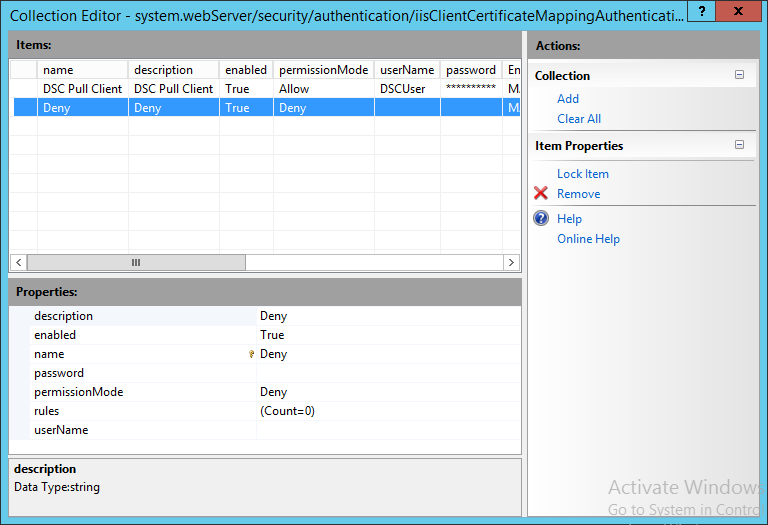 Collection Editor - system.webServer/security/authentication/iisClientCertificateMappingAuthenticati...
? x
Items:
name description enabled permissionMode userName password En
DSC Pull Client DSC Pull Client True Allow DSCUser ********** M
Deny Deny True Deny M
Properties:
description Deny
enabled True
name Deny
password
permissionMode Deny
rules (Count=0)
userName
description
Data Type:string
Actions:
Collection
Add
Clear All
Item Properties
Lock Item
Remove
? Help
Online Help
Activate Windows
Go to System in Contro